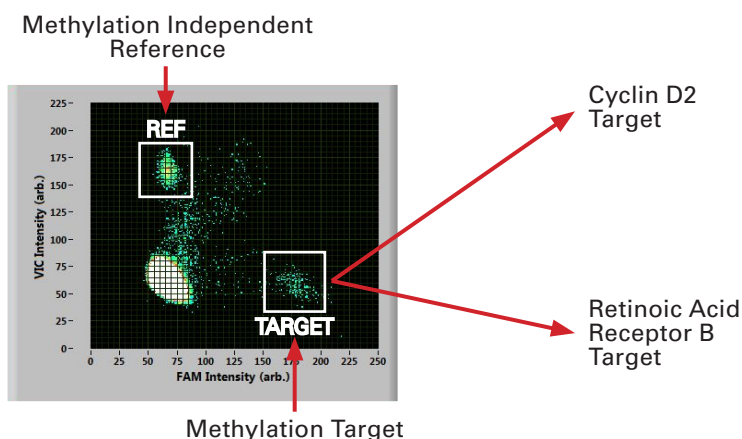 Methylation Independent
Reference
REF
Cyclin D2
Target
225
200
175
150
125
100
75
50
25
0
VIC Intensity (arb.)
TARGET
Retinoic Acid
Receptor B
Target
0 25 50 75 100 125 150 175 200 225 250
FAM Intensity (arb.)
Methylation Target